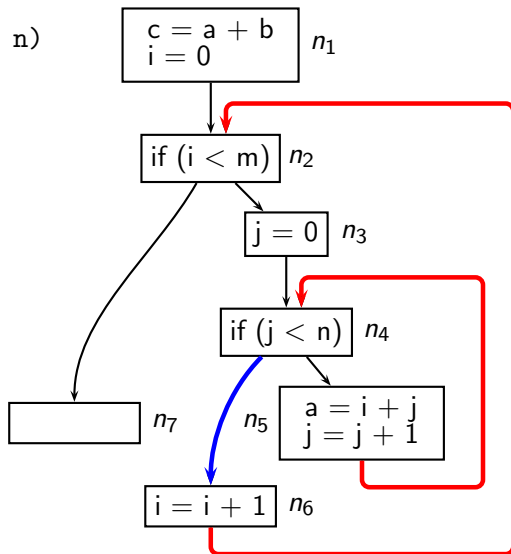 n)
c = a + b
i = 0
n1
if (i < m)
n2
j = 0
n3
if (j < n)
n4
n7
n5
a = i + j
j = j + 1
i = i + 1
n6